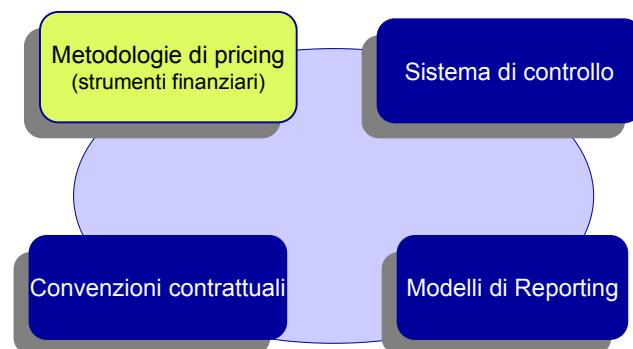 Metodologie di pricing
(strumenti finanziari)
Sistema di controllo
Convenzioni contrattuali
Modelli di Reporting